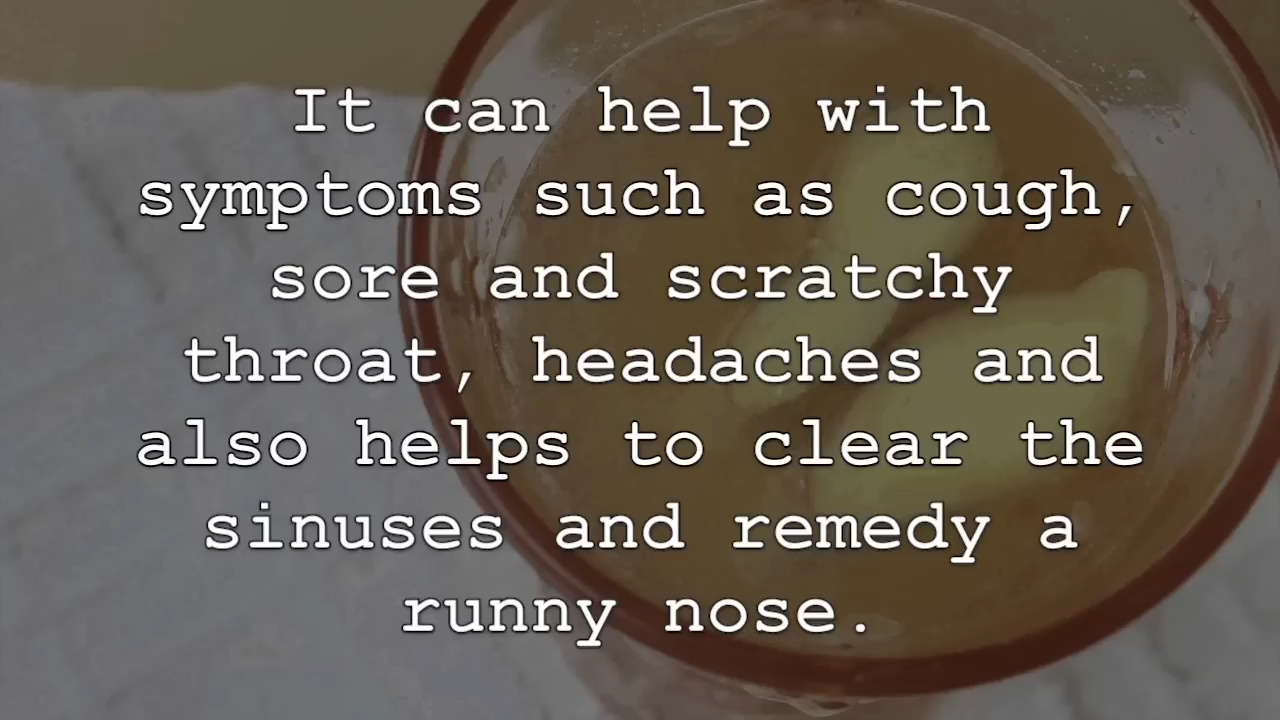 It can help with
symptoms such as cough,
sore and scratchy
throat, headaches and
also helps to clear the
sinuses and remedy a
runny nose.